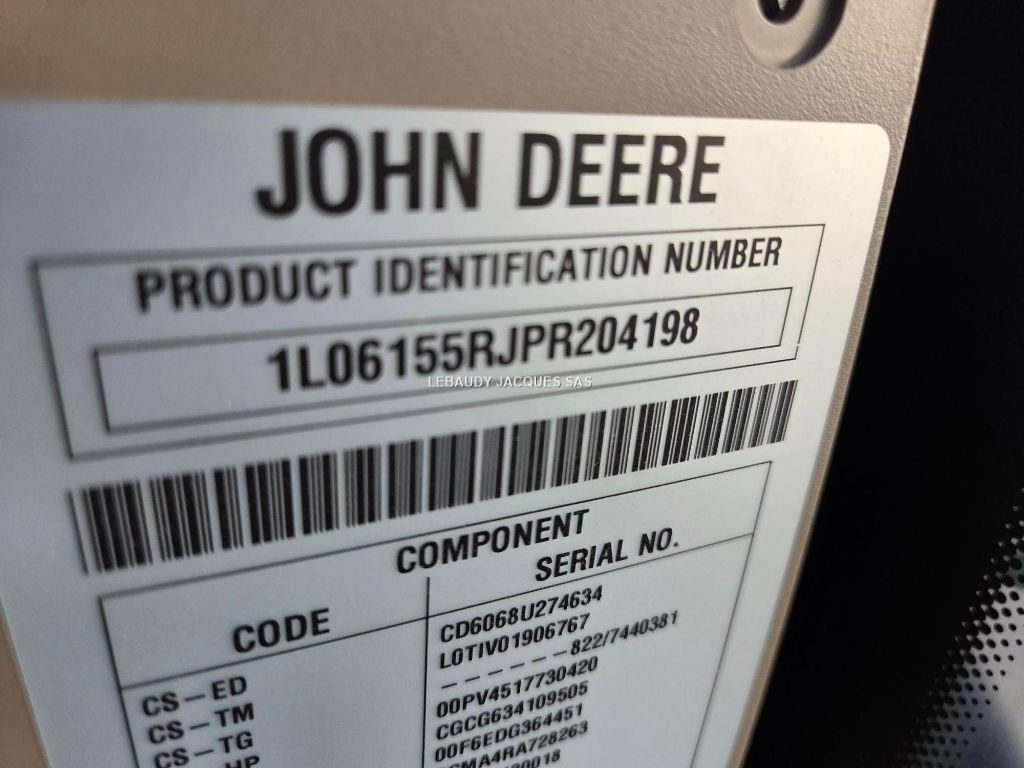 JOHN DEERE
PRODUCT IDENTIFICATION NUMBER
1L06155RJPR204198
LEBAUDY JACQUES SAS
COMPONENT
CODE
SERIAL NO.
CS-ED
CD6068U274634
CS-TM
L0TIV01906767
CS-TG
-----822/7440381
HP
00PV4517730420
CGCG634109505
00F6EDG364451